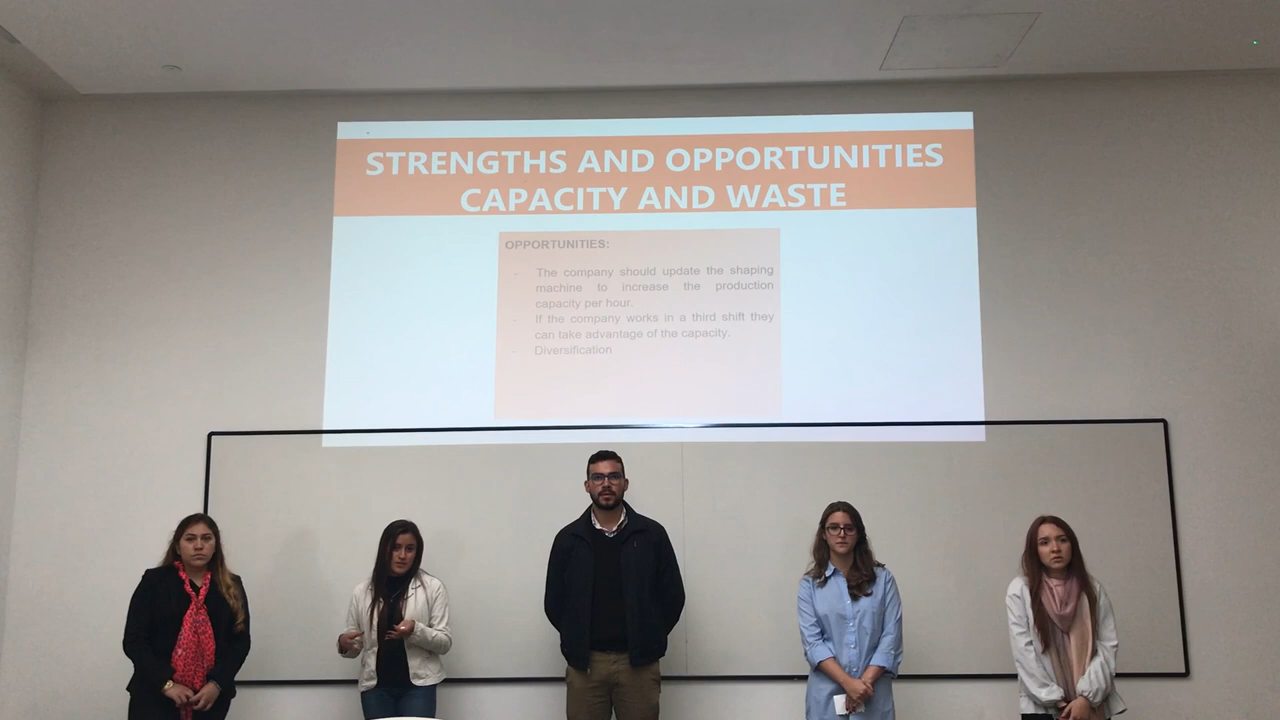 STRENGTHS AND OPPORTUNITIES
CAPACITY AND WASTE
OPPORTUNITIES:
- The company should update the shaping
machine to increase the production
capacity per hour.
- If the company works in a third shift they
can take advantage of the capacity.
- Diversification